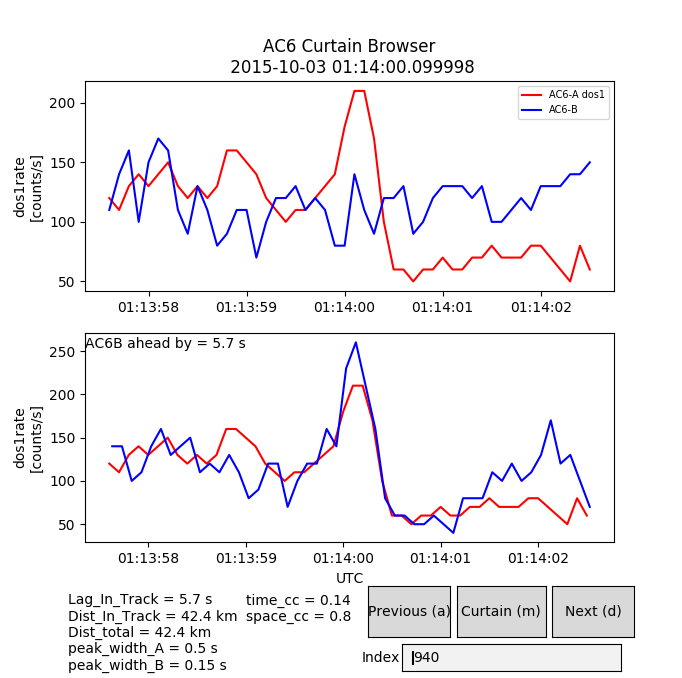 AC6 Curtain Browser
2015-10-03 01:14:00.099998
AC6-A dos1
AC6-B
dos1rate
[counts/s]
200
150
100
50
01:13:58 01:13:59 01:14:00 01:14:01 01:14:02
AC6B ahead by = 5.7 s
dos1rate
[counts/s]
250
200
150
100
50
01:13:58 01:13:59 01:14:00 01:14:01 01:14:02
UTC
Lag_In_Track = 5.7 s time_cc = 0.14
Dist_In_Track = 42.4 km space_cc = 0.8
Dist_total = 42.4 km
peak_width_A = 0.5 s
peak_width_B = 0.15 s
Previous (a) Curtain (m) Next (d)
Index 940